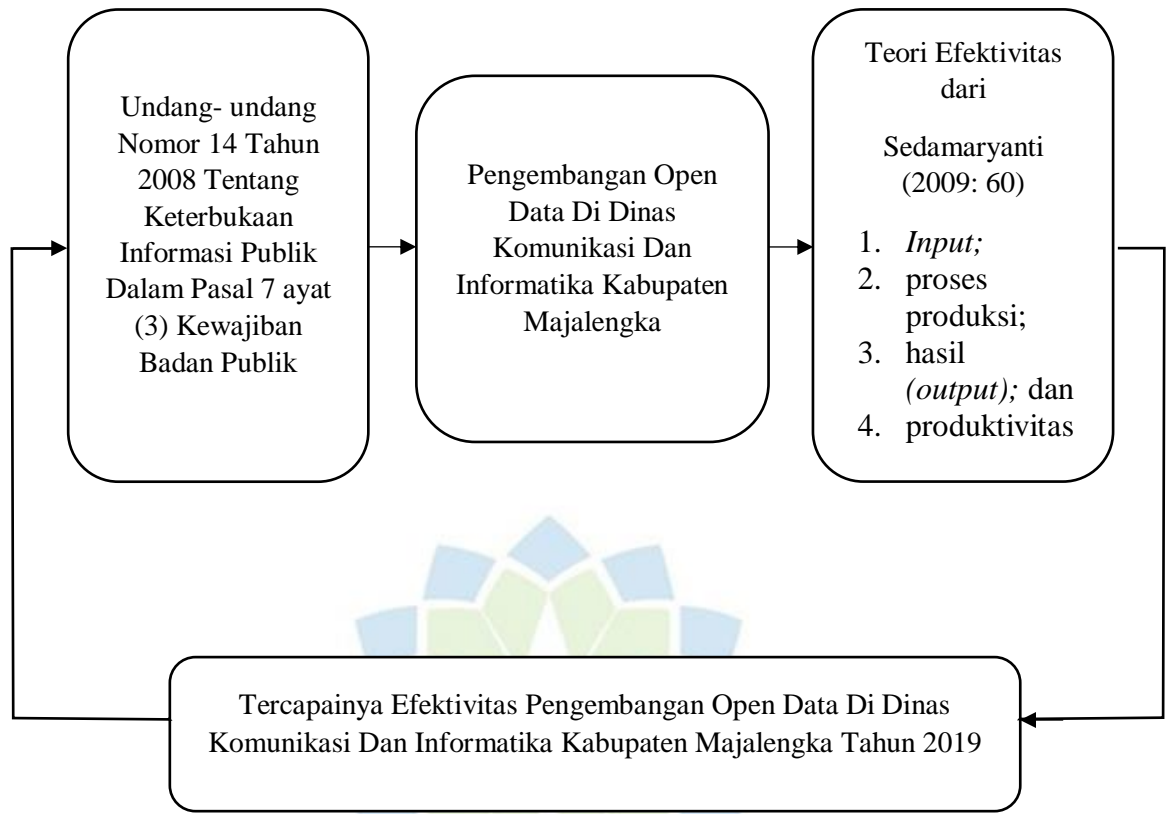 Undang- undang
Nomor 14 Tahun
2008 Tentang
Keterbukaan
Informasi Publik
Dalam Pasal 7 ayat
(3) Kewajiban
Badan Publik
Pengembangan Open
Data Di Dinas
Komunikasi Dan
Informatika Kabupaten
Majalengka
Teori Efektivitas
dari
Sedamaryanti
(2009: 60)
1. Input;
2. proses
produksi;
3. hasil
(output); dan
4. produktivitas
Tercapainya Efektivitas Pengembangan Open Data Di Dinas
Komunikasi Dan Informatika Kabupaten Majalengka Tahun 2019